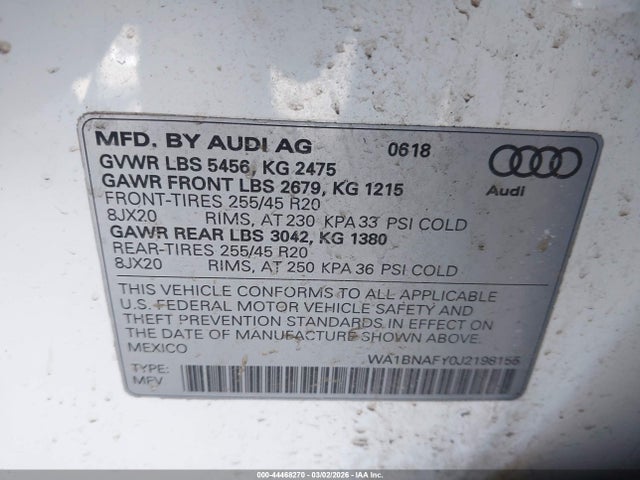 MFD. BY AUDI AG 0618
GVWR LBS 5456, KG 2475
GAWR FRONT LBS 2679, KG 1215
FRONT-TIRES 255/45 R20
8JX20 RIMS, AT 230 KPA 33 PSI COLD
GAWR REAR LBS 3042, KG 1380
REAR-TIRES 255/45 R20
8JX20 RIMS, AT 250 KPA 36 PSI COLD
Audi
THIS VEHICLE CONFORMS TO ALL APPLICABLE
U.S. FEDERAL MOTOR VEHICLE SAFETY AND
THEFT PREVENTION STANDARDS IN EFFECT ON
THE DATE OF MANUFACTURE SHOWN ABOVE.
MEXICO
WA1BNAFY0J2198155
TYPE:
MPV
000-44468270 - 03/02/2026 - IAA Inc.